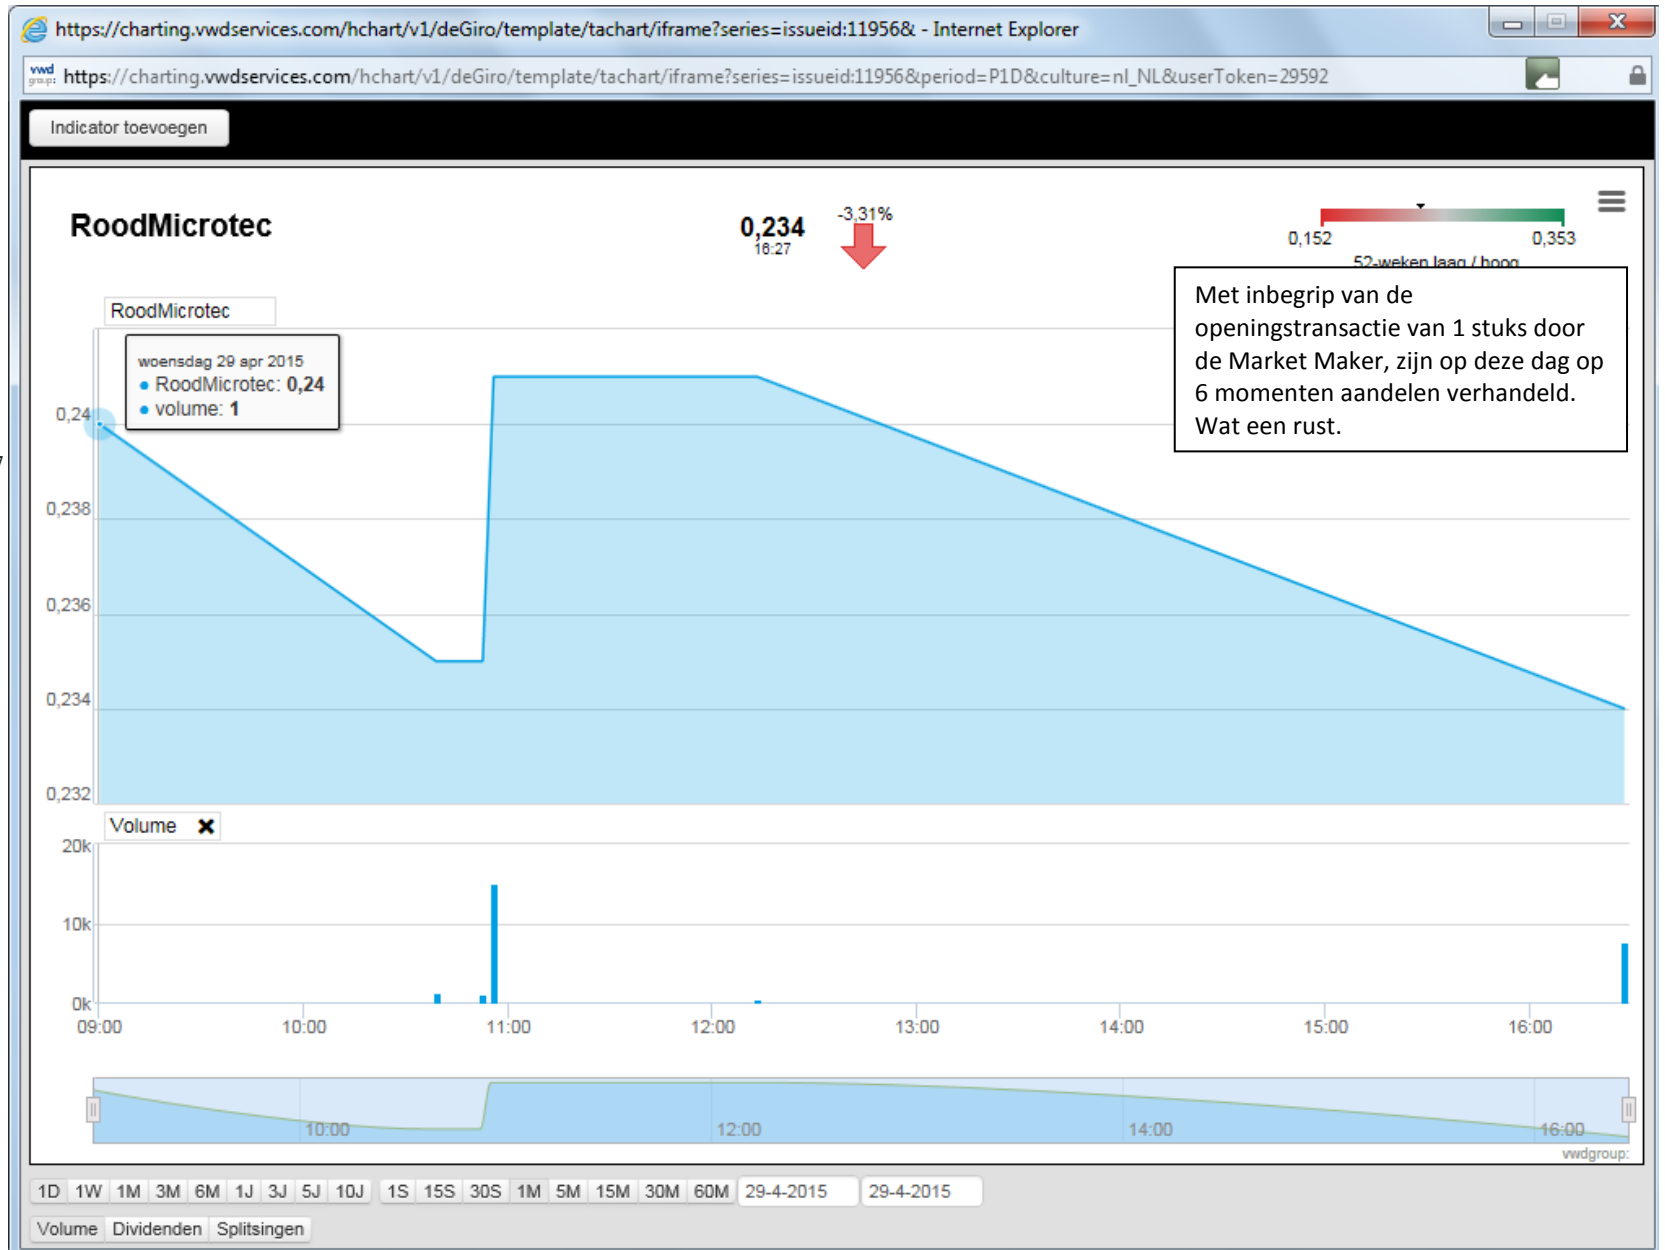 https://charting.vwdservices.com/hchart/v1/deGiro/template/tachart/iframe?series=issueid:11956& - Internet Explorer
vwd group: https://charting.vwdservices.com/hchart/v1/deGiro/template/tachart/iframe?series=issueid:11956&period=P1D&culture=nl_NL&userToken=29592
Indicator toevoegen
RoodMicrotec
0,234
16:27
-3,31%
0,152 0,353
52-weken laag / hoog
Met inbegrip van de
openingstransactie van 1 stuks door
de Market Maker, zijn op deze dag op
6 momenten aandelen verhandeld.
Wat een rust.
RoodMicrotec
woensdag 29 apr 2015
• RoodMicrotec: 0,24
• volume: 1
0,24
0,238
0,236
0,234
0,232
Volume ✖
20k
10k
0k
09:00 10:00 11:00 12:00 13:00 14:00 15:00 16:00
10:00 12:00 14:00 16:00
vwdgroup:
1D 1W 1M 3M 6M 1J 3J 5J 10J 1S 15S 30S 1M 5M 15M 30M 60M 29-4-2015 29-4-2015
Volume Dividenden Splitsingen